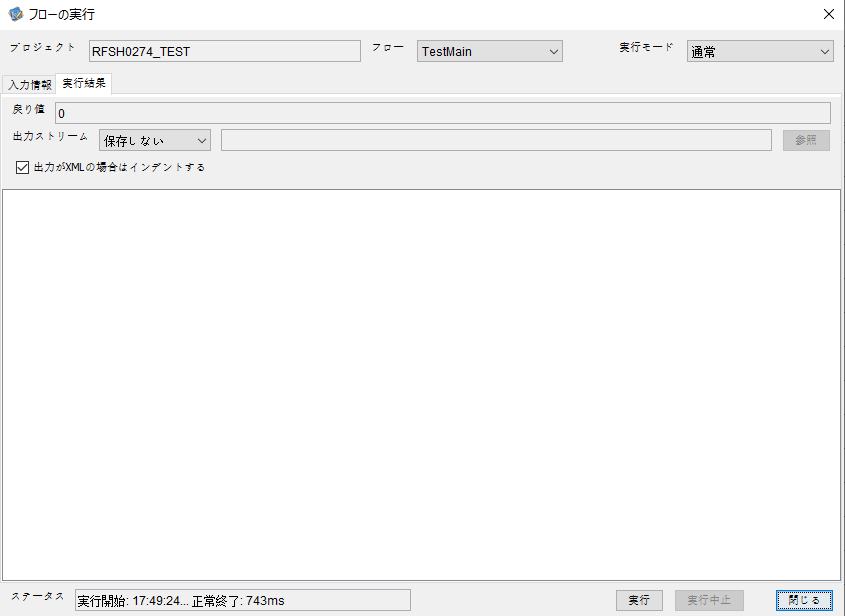 フローの実行
プロジェクト RFSH0274_TEST フロー TestMain 実行モード 通常
入力情報 実行結果
戻り値 0
出力ストリーム 保存しない 参照
出力がXMLの場合はインデントする
ステータス 実行開始: 17:49:24... 正常終了: 743ms 実行 実行中止 閉じる